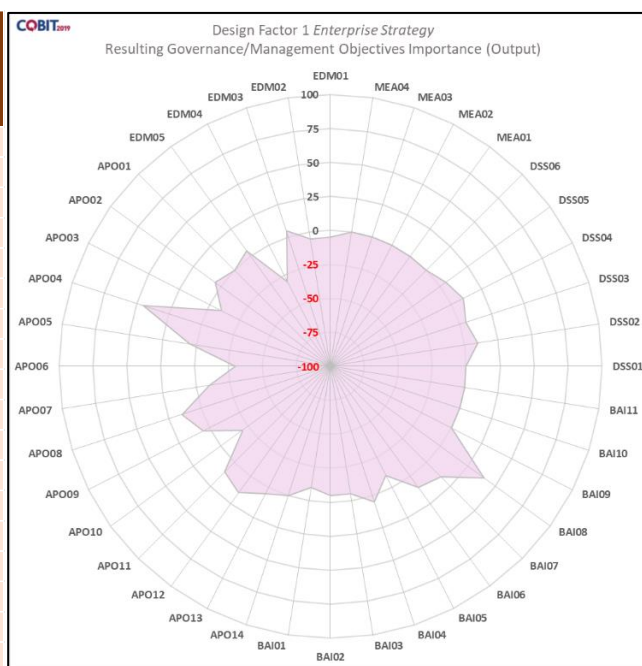 COBIT2019
Design Factor 1 Enterprise Strategy
Resulting Governance/Management Objectives Importance (Output)
EDM01
EDM02
EDM03
EDM04
EDM05
APO01
APO02
APO03
APO04
APO05
APO06
APO07
APO08
APO09
APO10
APO11
APO12
APO13
APO14
BAI01
BAI02
BAI03
BAI04
BAI05
BAI06
BAI07
BAI08
BAI09
BAI10
BAI11
DSS01
DSS02
DSS03
DSS04
DSS05
DSS06
MEA01
MEA02
MEA03
MEA04
100
75
50
25
0
-25
-50
-75
-100